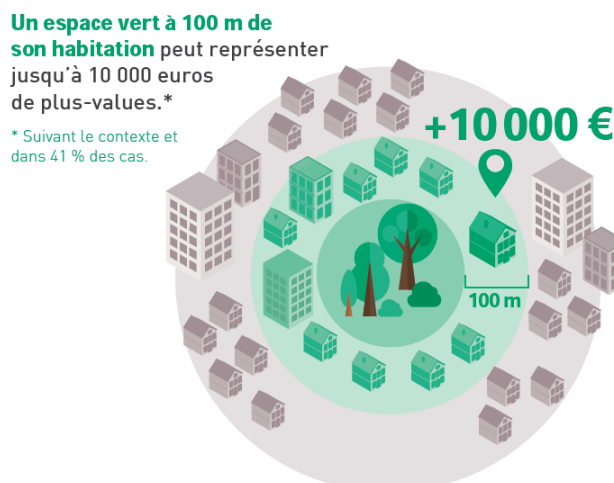 Un espace vert à 100 m de
son habitation peut représenter
jusqu'à 10 000 euros
de plus-values.*
* Suivant le contexte et
dans 41 % des cas.
+10 000 €
100 m